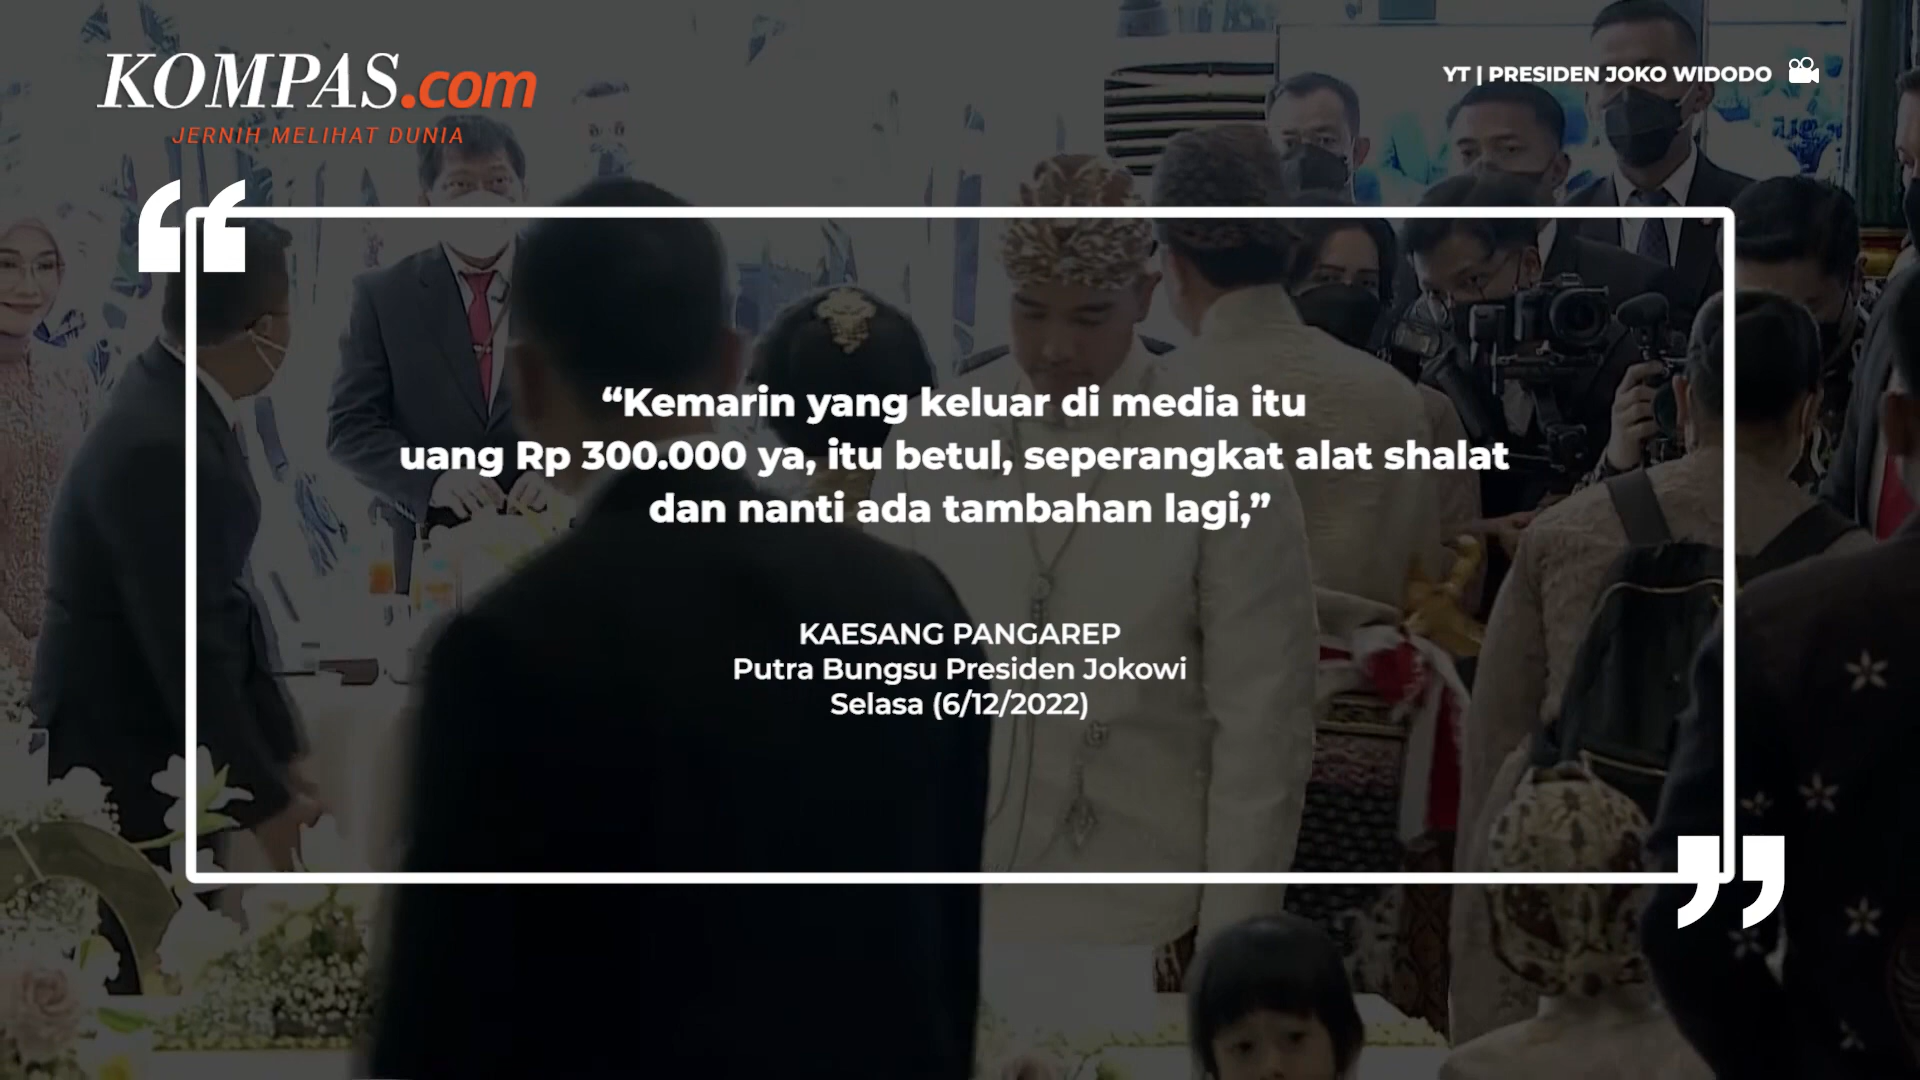 KOMPAS.com
JERNIH MELIHAT DUNIA
YT | PRESIDEN JOKO WIDODO
“Kemarin yang keluar di media itu
uang Rp 300.000 ya, itu betul, seperangkat alat shalat
dan nanti ada tambahan lagi,”
KAESANG PANGAREP
Putra Bungsu Presiden Jokowi
Selasa (6/12/2022)